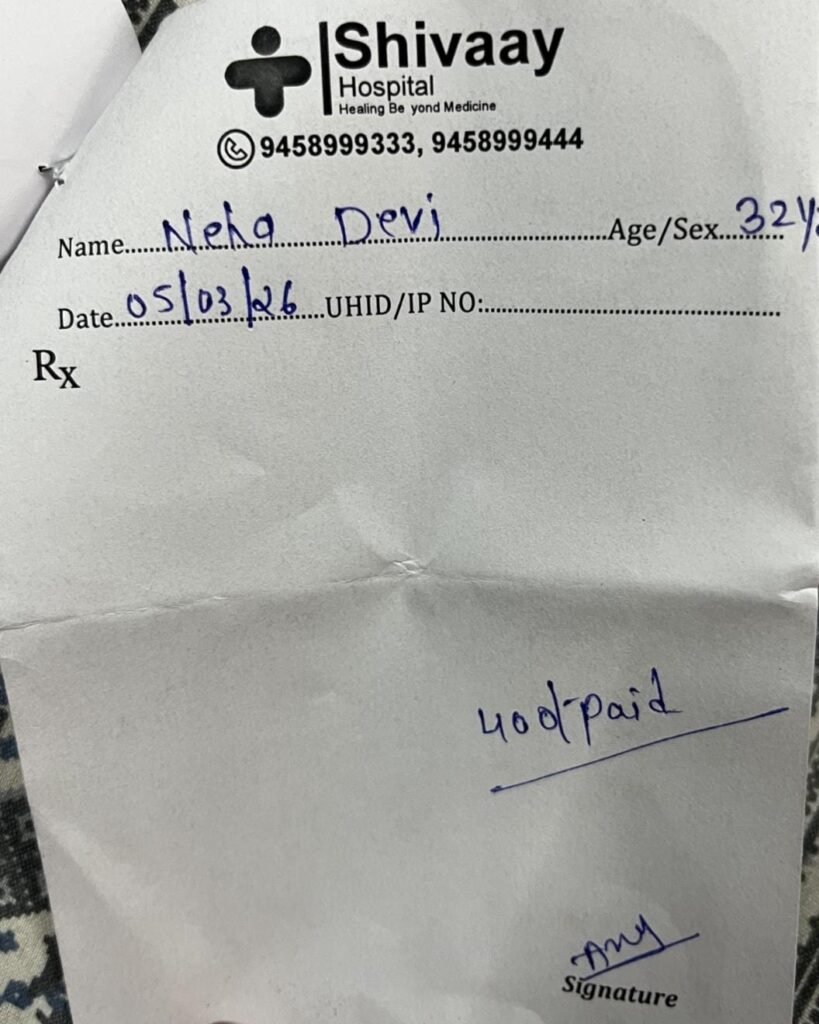 Shivaay
Hospital
Healing Be yond Medicine
9458999333, 9458999444
Name......Neha Devi......Age/Sex...32y
Date...05/03/26...UHID/IP NO:......
Rx
400/-paid
Any
Signature